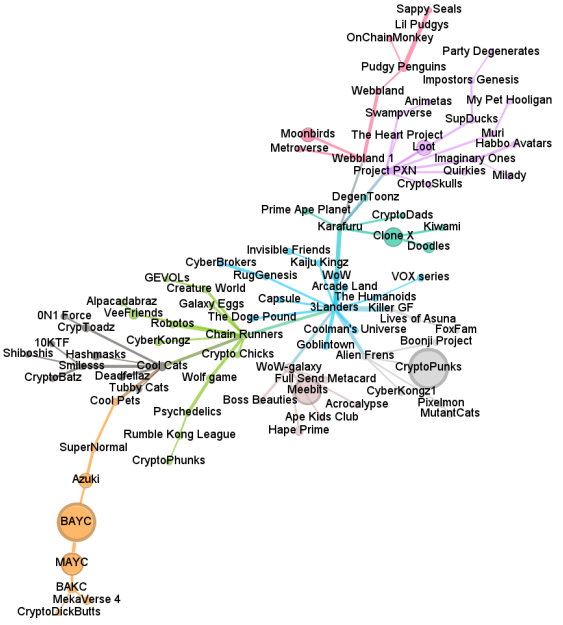 Sappy Seals
Lil Pudgys
OnChainMonkey
Party Degenerates
Pudgy Penguins
Impostors Genesis
Webbland
Animetas
My Pet Hooligan
Swampverse
SupDucks
Moonbirds
The Heart Project
Muri
Metroverse
Loot
Habbo Avatars
Webbland 1
Imaginary Ones
Project PXN
Quirkies
Milady
CryptoSkulls
DegenToonz
Prime Ape Planet
CryptoDads
Karafuru
Kiwami
Clone X
Doodles
Invisible Friends
CyberBrokers
Kaiju Kingz
RugGenesis
WoW
VOX series
GEVOLs
Creature World
Arcade Land
Capsule
The Humanoids
Alpacadabraz
Galaxy Eggs
3Landers
Killer GF
VeeFriends
0N1 Force
The Doge Pound
Lives of Asuna
Robotos
CrypToadz
Coolman's Universe
FoxFam
Chain Runners
CyberKongz
10KTF
Goblintown
Boonji Project
Shiboshis
Hashmasks
Crypto Chicks
Alien Frens
Smilesss
Cool Cats
WoW-galaxy
CryptoPunks
CryptoBatz
Deadfellaz
Wolf game
Full Send Metacard
Tubby Cats
Meebits
CyberKongz1
Cool Pets
Boss Beauties
Acrocalypse
Pixelmon
Psychedelics
Ape Kids Club
MutantCats
Rumble Kong League
Hape Prime
SuperNormal
CryptoPhunks
Azuki
BAYC
MAYC
BAKC
MekaVerse 4
CryptoDickButts